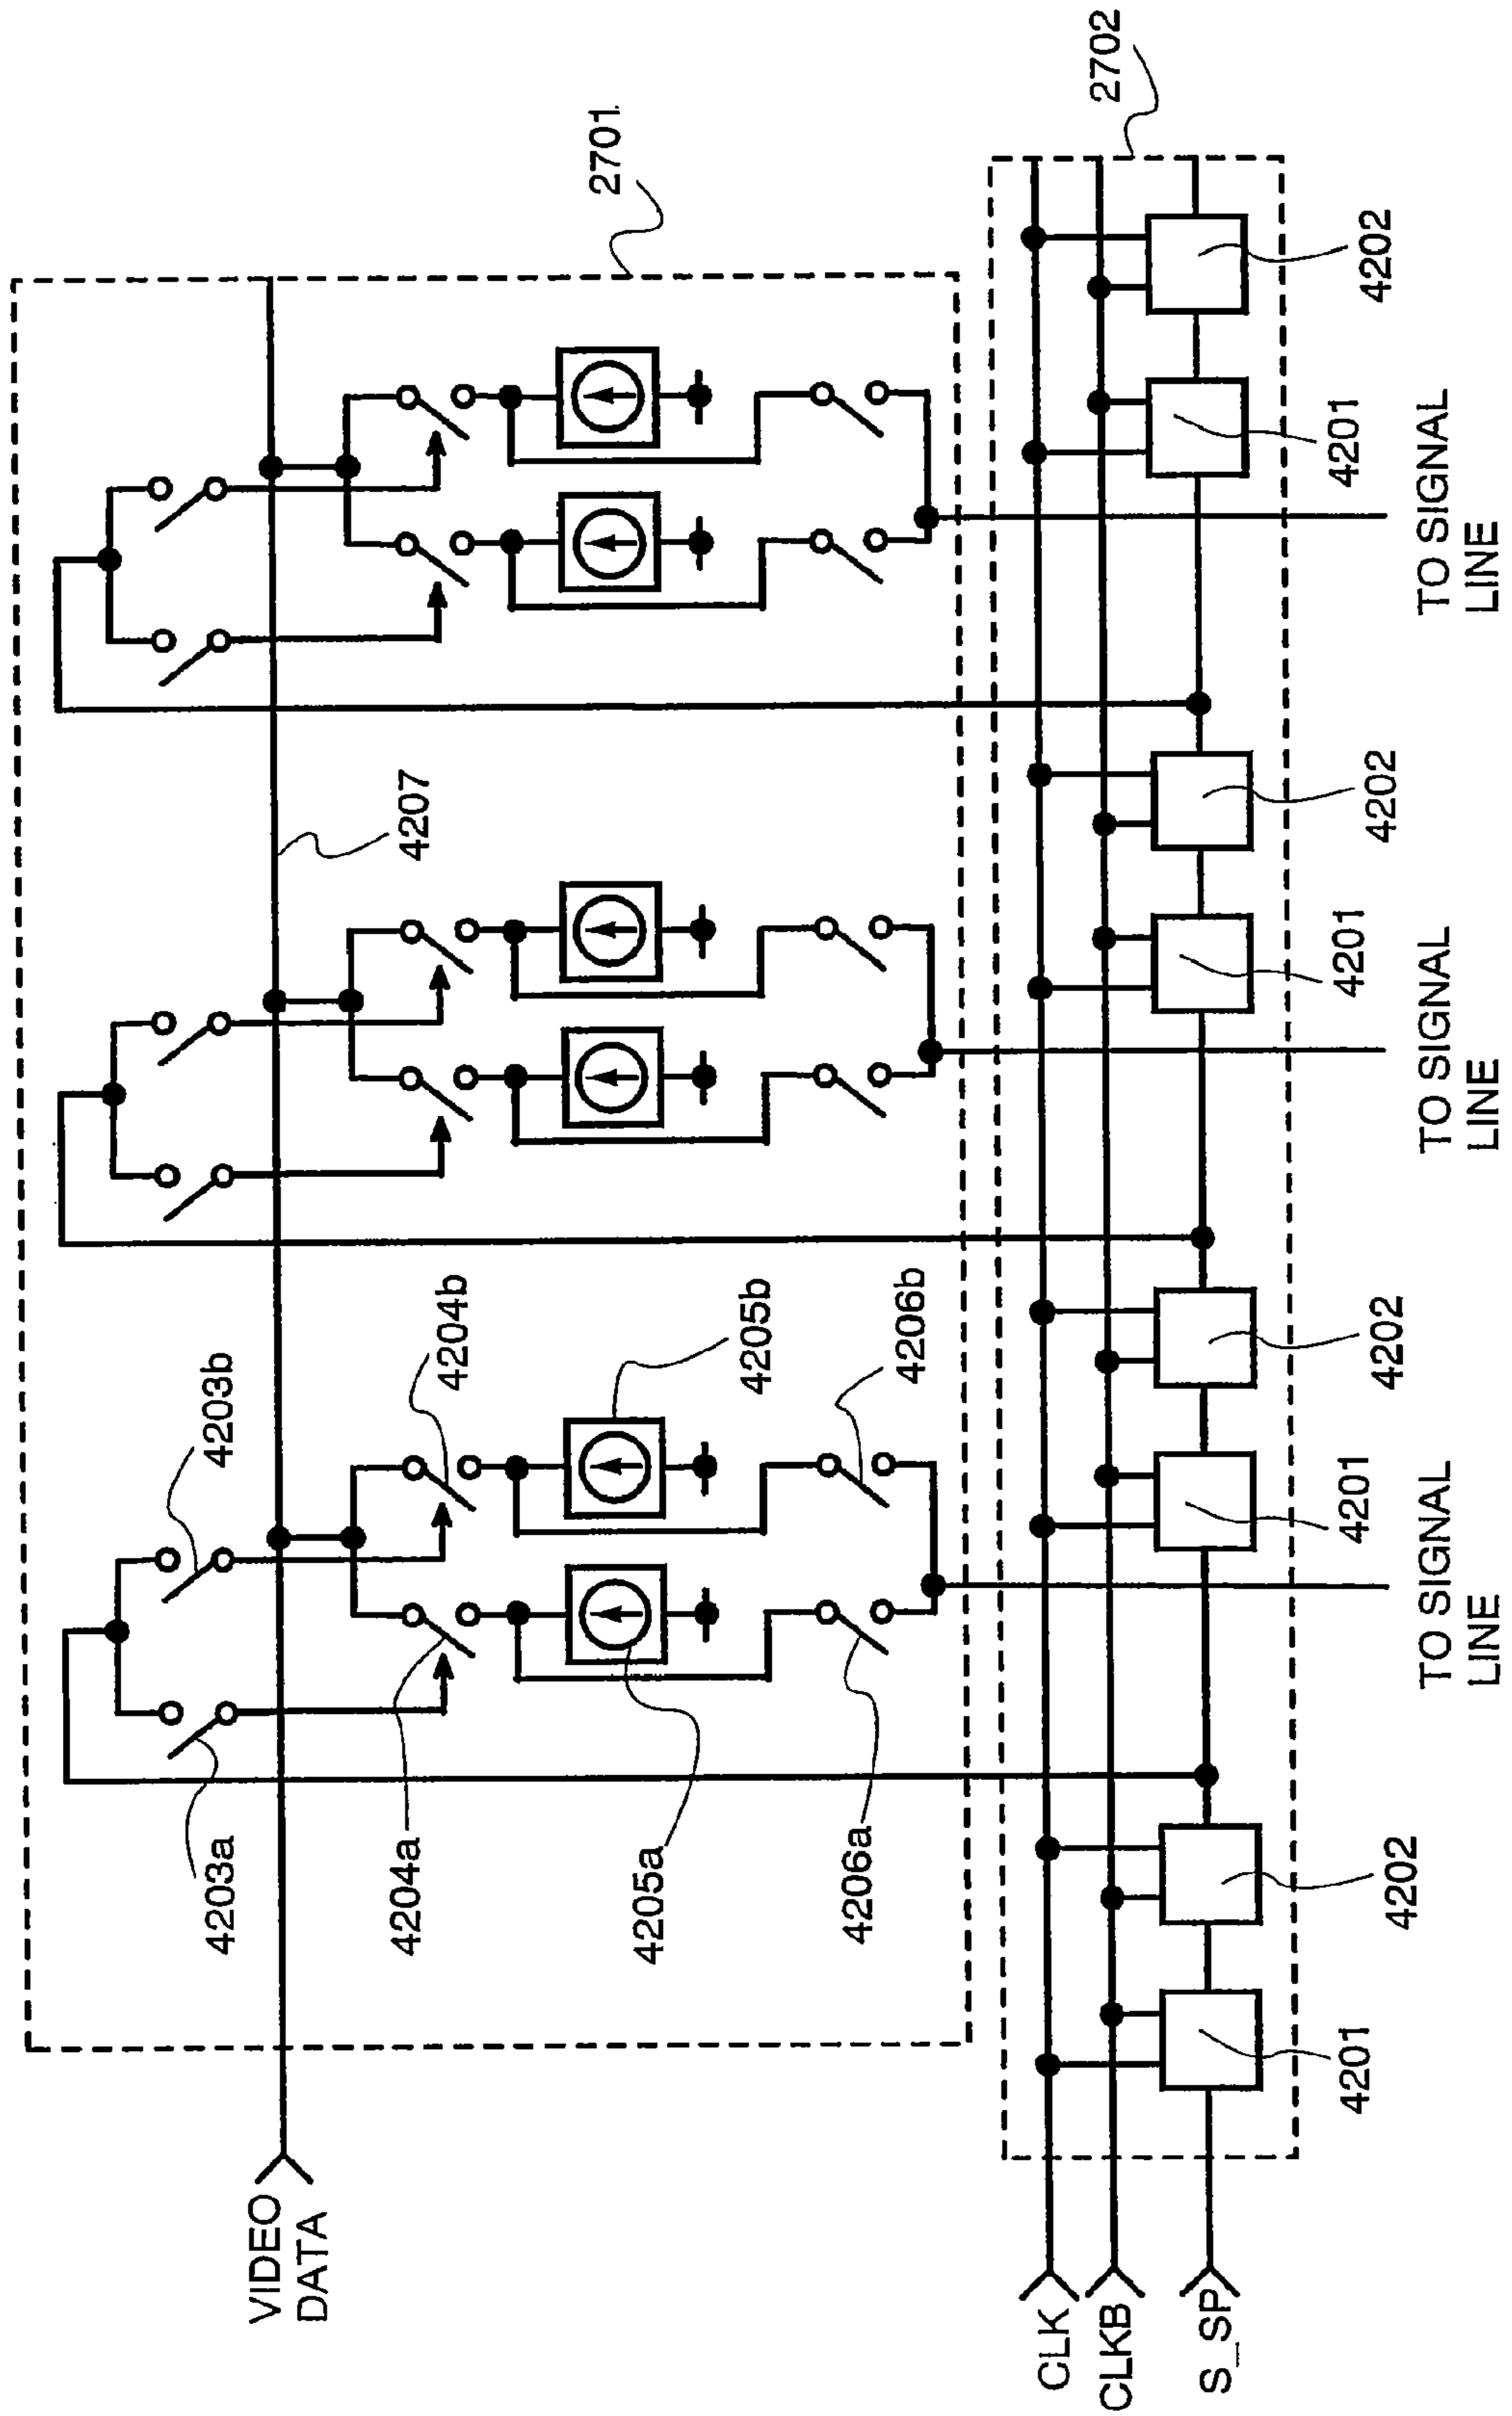 VIDEO
DATA
4203a
4203b
4204a
4204b
4205a
4205b
4206a
4206b
4207
2701
CLK
CLKB
S_SP
4201
4202
4201
4202
4201
4202
4201
4202
2702
TO SIGNAL
LINE
TO SIGNAL
LINE
TO SIGNAL
LINE